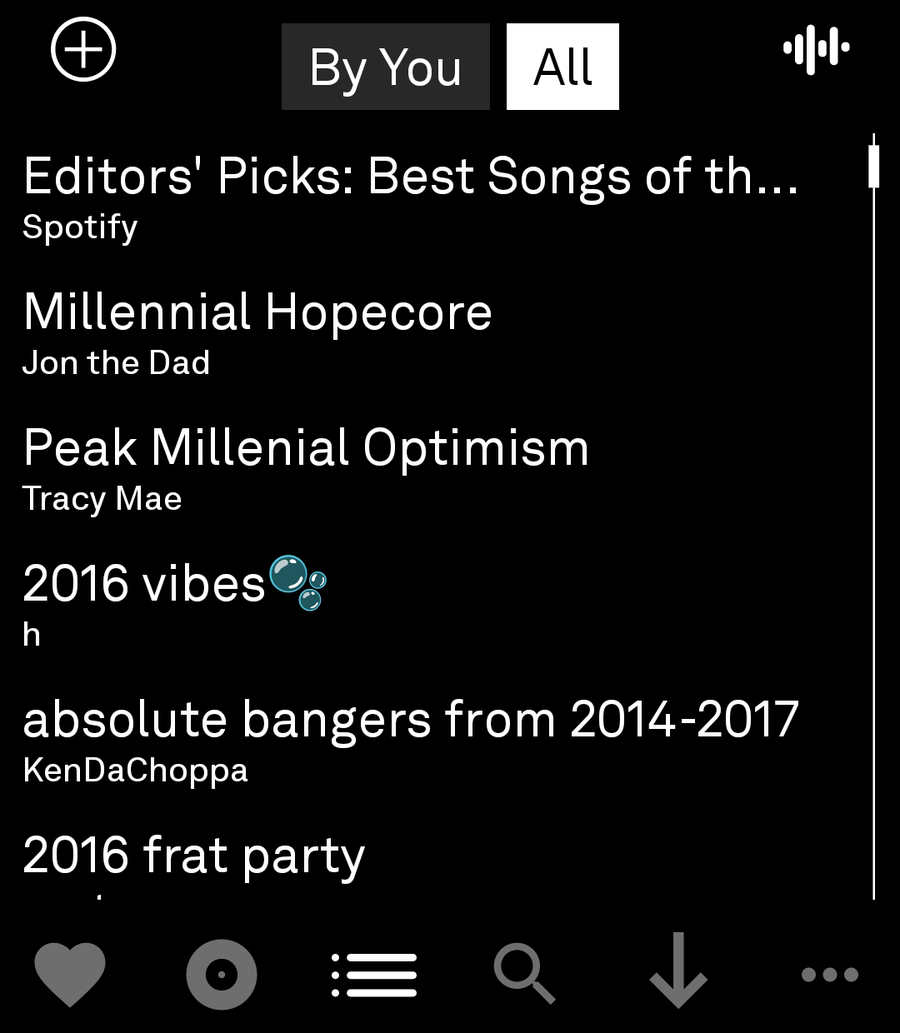 By You
All
Editors' Picks: Best Songs of th...
Spotify
Millennial Hopecore
Jon the Dad
Peak Millenial Optimism
Tracy Mae
2016 vibes🫧
h
absolute bangers from 2014-2017
KenDaChoppa
2016 frat party